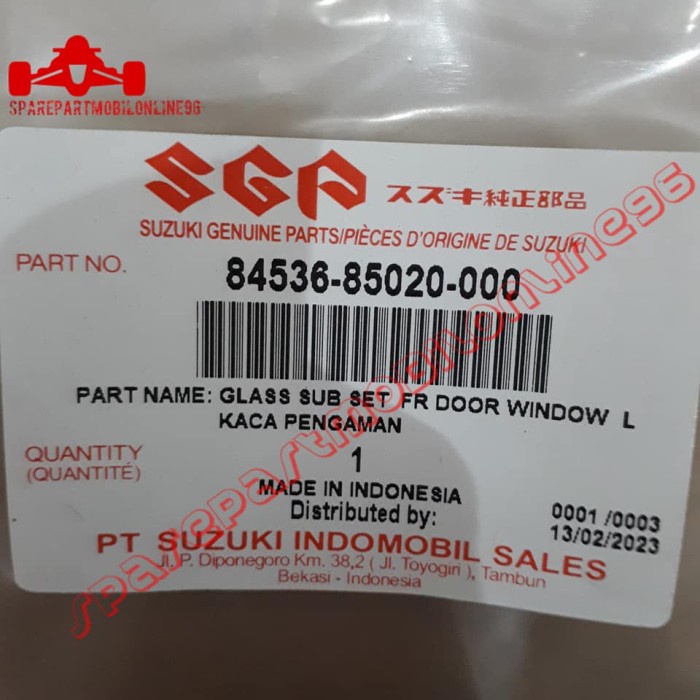 SPAREPARTMOBILONLINE96
SGP スズキ純正部品
SUZUKI GENUINE PARTS/PIÈCES D'ORIGINE DE SUZUKI
PART NO. 84536-85020-000
PART NAME: GLASS SUB SET FR DOOR WINDOW L
KACA PENGAMAN
QUANTITY 1
(QUANTITÉ)
MADE IN INDONESIA
Distributed by:
0001 /0003
13/02/2023
PT SUZUKI INDOMOBIL SALES
Jl. P. Diponegoro Km. 38,2 ( Jl. Toyogiri ), Tambun
Bekasi - Indonesia
sparepartmobilonline96